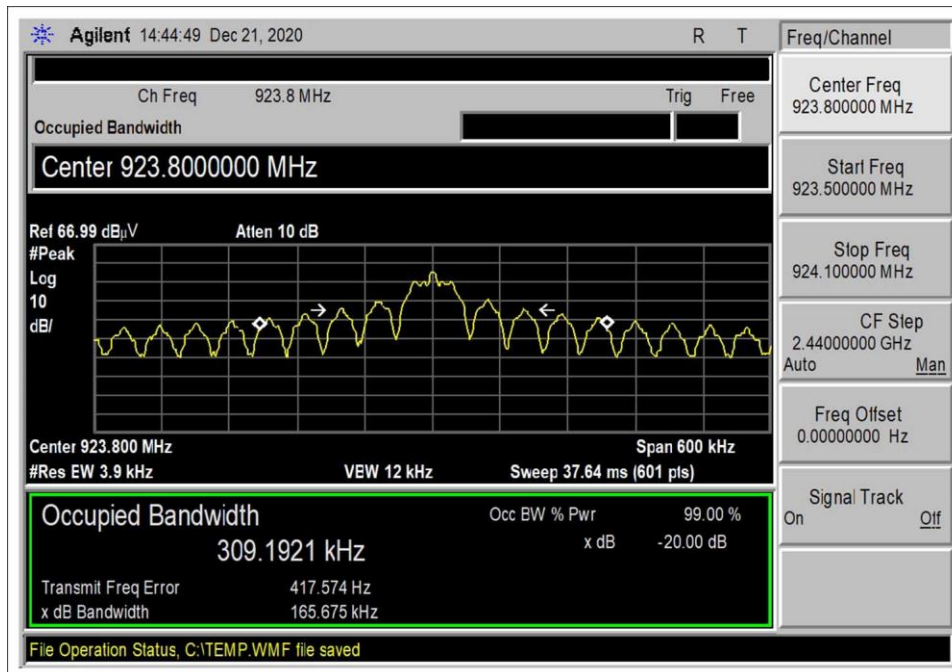 Agilent 14:44:49 Dec 21, 2020 R T
Freq/Channel
Ch Freq 923.8 MHz Trig Free
Occupied Bandwidth
Center 923.8000000 MHz
Ref 66.99 dBµV Atten 10 dB
#Peak
Log
10
dB/
Center 923.800 MHz Span 600 kHz
#Res BW 3.9 kHz VBW 12 kHz Sweep 37.64 ms (601 pts)
Occupied Bandwidth Occ BW % Pwr 99.00 %
309.1921 kHz x dB -20.00 dB
Transmit Freq Error 417.574 Hz
x dB Bandwidth 165.675 kHz
File Operation Status, C:\TEMP.WMF file saved
Center Freq
923.800000 MHz
Start Freq
923.500000 MHz
Stop Freq
924.100000 MHz
CF Step
2.44000000 GHz
Auto Man
Freq Offset
0.00000000 Hz
Signal Track
On Off